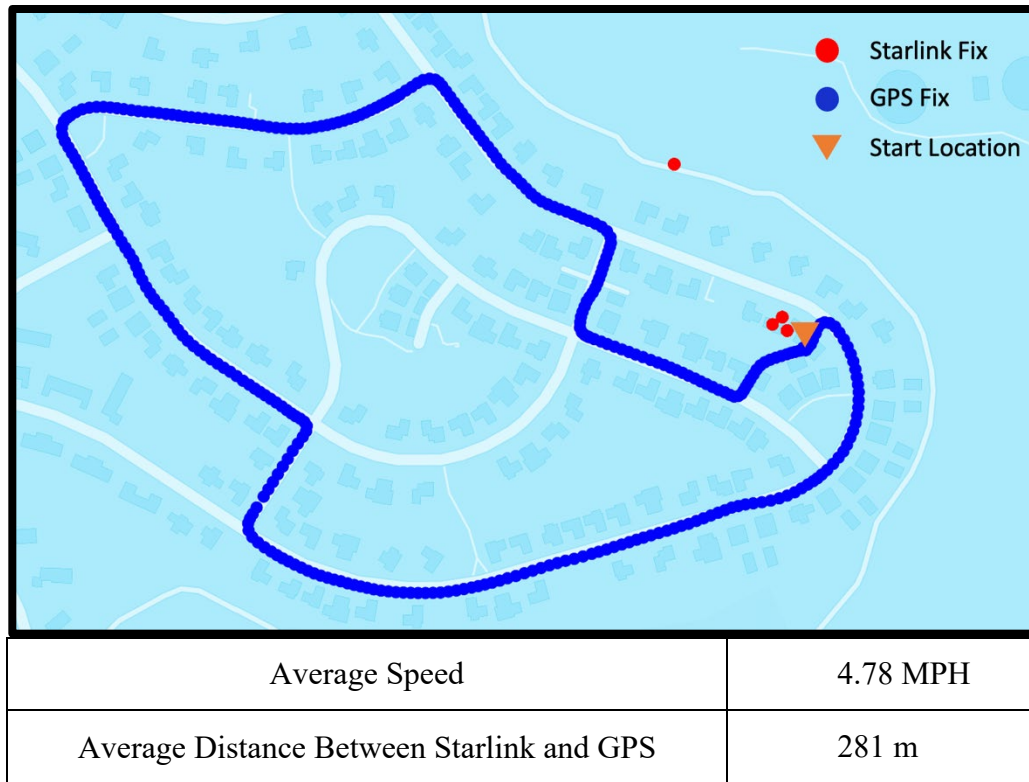 Starlink Fix
GPS Fix
Start Location
Average Speed 4.78 MPH
Average Distance Between Starlink and GPS 281 m